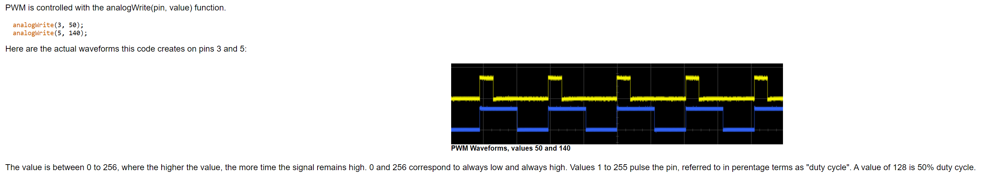 PWM is controlled with the analogWrite(pin, value) function.
analogWrite(3, 50);
analogWrite(5, 140);
Here are the actual waveforms this code creates on pins 3 and 5:
PWM Waveforms, values 50 and 140
The value is between 0 to 256, where the higher the value, the more time the signal remains high. 0 and 256 correspond to always low and always high. Values 1 to 255 pulse the pin, referred to in perentage terms as "duty cycle". A value of 128 is 50% duty cycle.